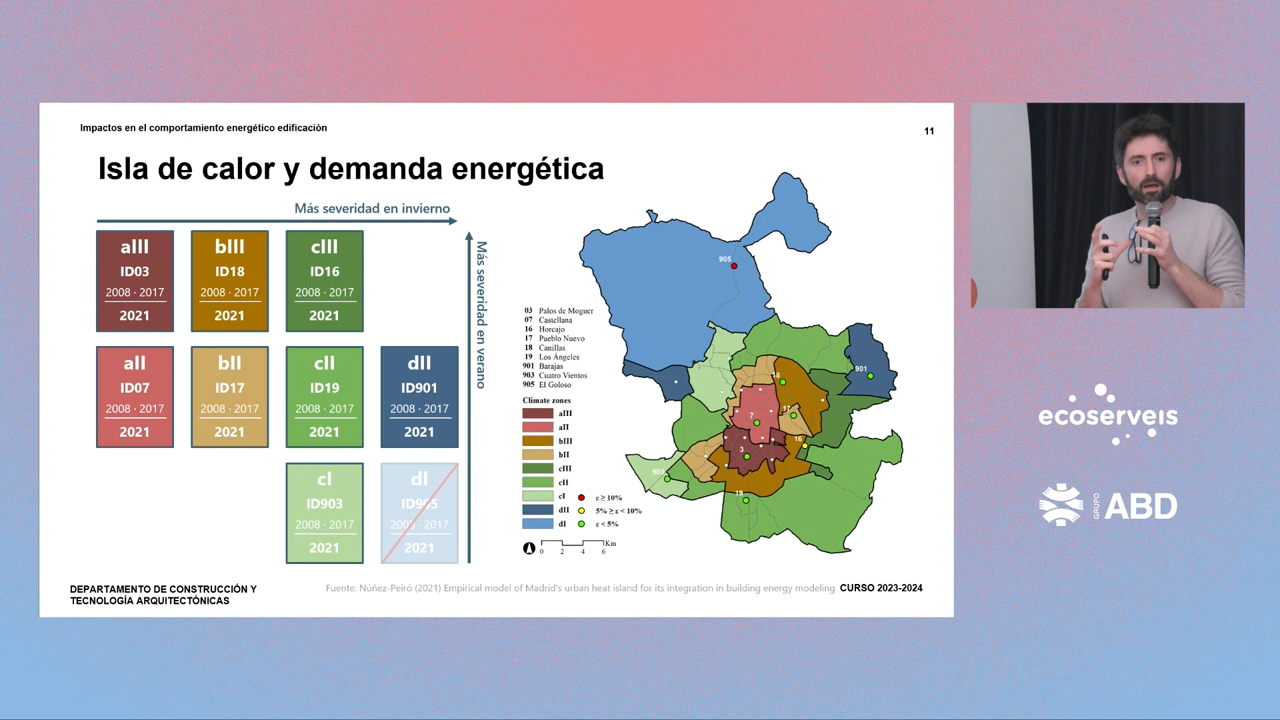 Impactos en el comportamiento energético edificación
11
Isla de calor y demanda energética
Más severidad en invierno
Más severidad en verano
aIII
ID03
2008 · 2017
2021
bIII
ID18
2008 · 2017
2021
cIII
ID16
2008 · 2017
2021
aII
ID07
2008 · 2017
2021
bII
ID17
2008 · 2017
2021
cII
ID19
2008 · 2017
2021
dII
ID901
2008 · 2017
2021
cI
ID903
2008 · 2017
2021
dI
ID905
2017
2021
03 Palos de Moguer
07 Castellana
16 Horcajo
17 Pueblo Nuevo
18 Canillas
19 Los Ángeles
901 Barajas
903 Cuatro Vientos
905 El Goloso
Climate zones
aIII
aII
bIII
bII
cIII
cII
cI
dII
dI
ε ≥ 10%
5% ≥ ε < 10%
ε < 5%
0 2 4 6 Km
905
901
18
17
7
16
3
903
19
DEPARTAMENTO DE CONSTRUCCIÓN Y
TECNOLOGÍA ARQUITECTÓNICAS
Fuente: Núñez-Peiró (2021) Empirical model of Madrid's urban heat island for its integration in building energy modeling
CURSO 2023-2024
ecoserveis
GRUPO ABD